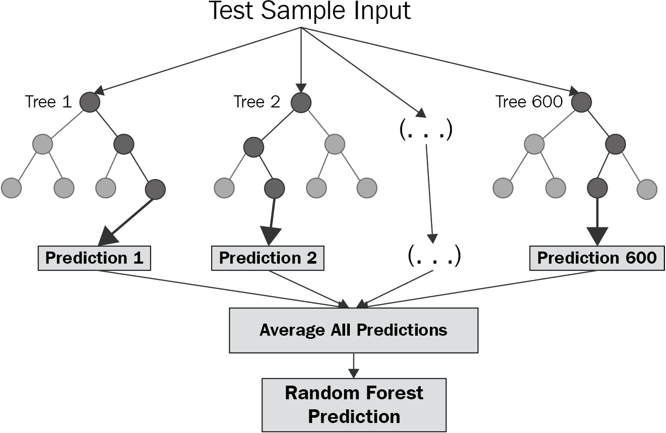 Test Sample Input
Tree 1
Tree 2
(. . .)
Tree 600
Prediction 1
Prediction 2
(. . .)
Prediction 600
Average All Predictions
Random Forest
Prediction